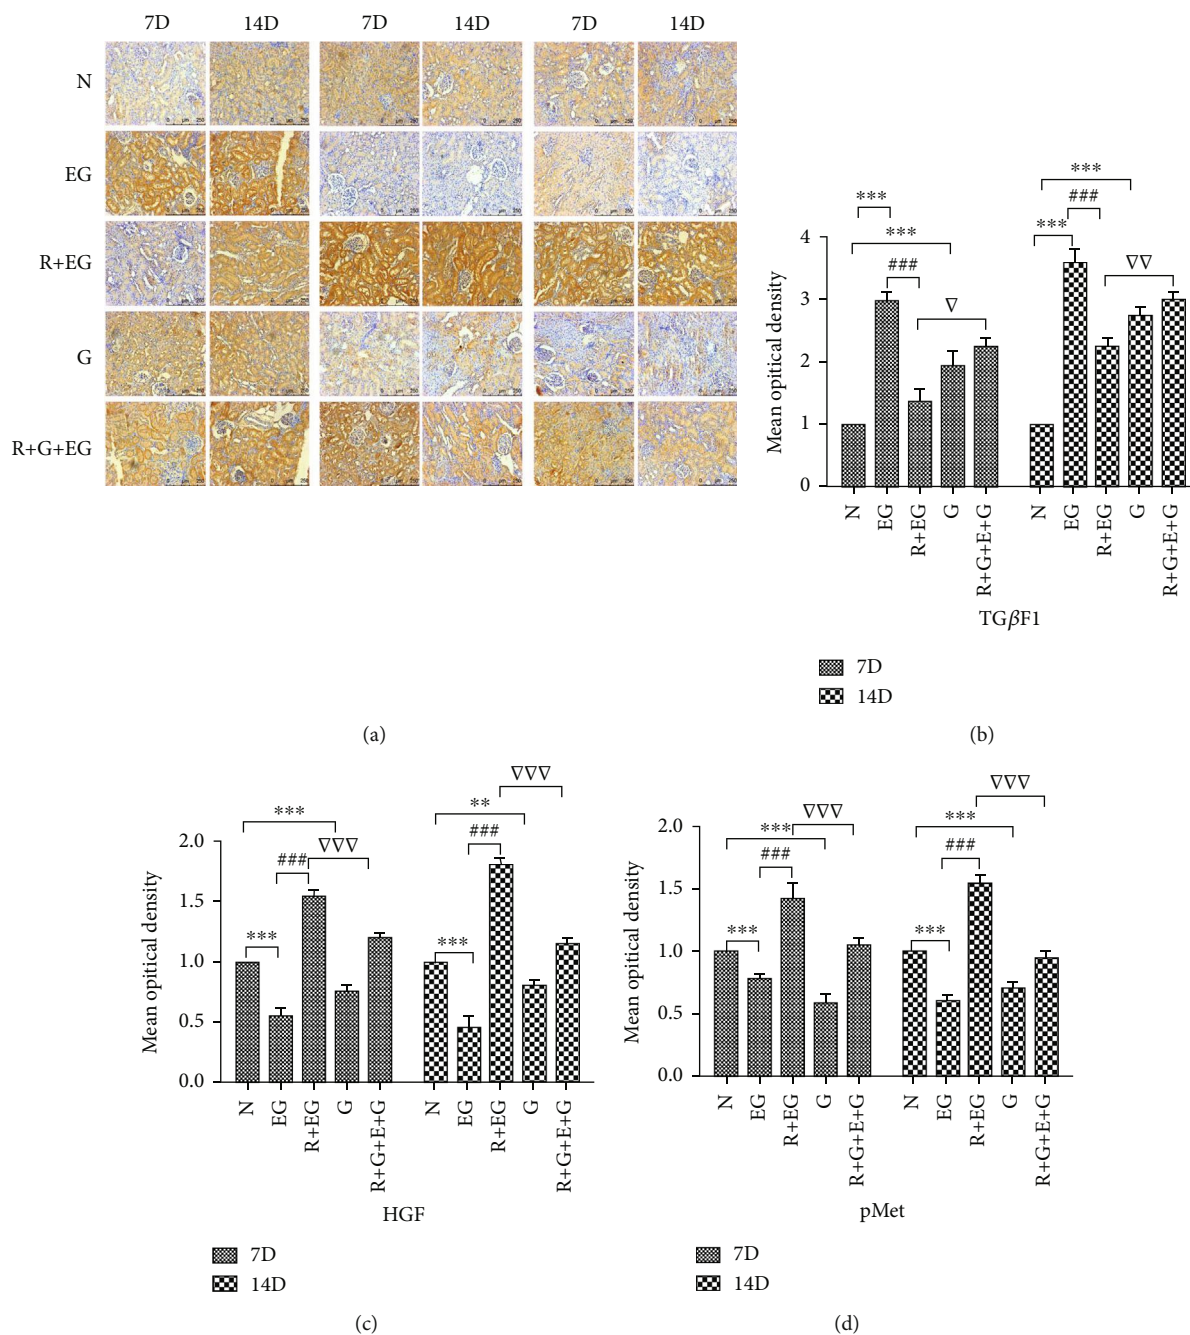 7D 14D 7D 14D 7D 14D
N
EG
R+EG
G
R+G+EG
(a)
Mean opitical density
4
3
2
1
0
***
***
###
∇
***
###
***
∇∇
N EG R+EG G R+G+E+G N EG R+EG G R+G+E+G
TGβF1
7D
14D
(b)
Mean opitical density
2.0
1.5
1.0
0.5
0.0
***
###
∇∇∇
***
∇∇∇
**
###
***
N EG R+EG G R+G+E+G N EG R+EG G R+G+E+G
HGF
7D
14D
(c)
Mean opitical density
2.0
1.5
1.0
0.5
0.0
∇∇∇
***
###
***
∇∇∇
***
###
***
N EG R+EG G R+G+E+G N EG R+EG G R+G+E+G
pMet
7D
14D
(d)